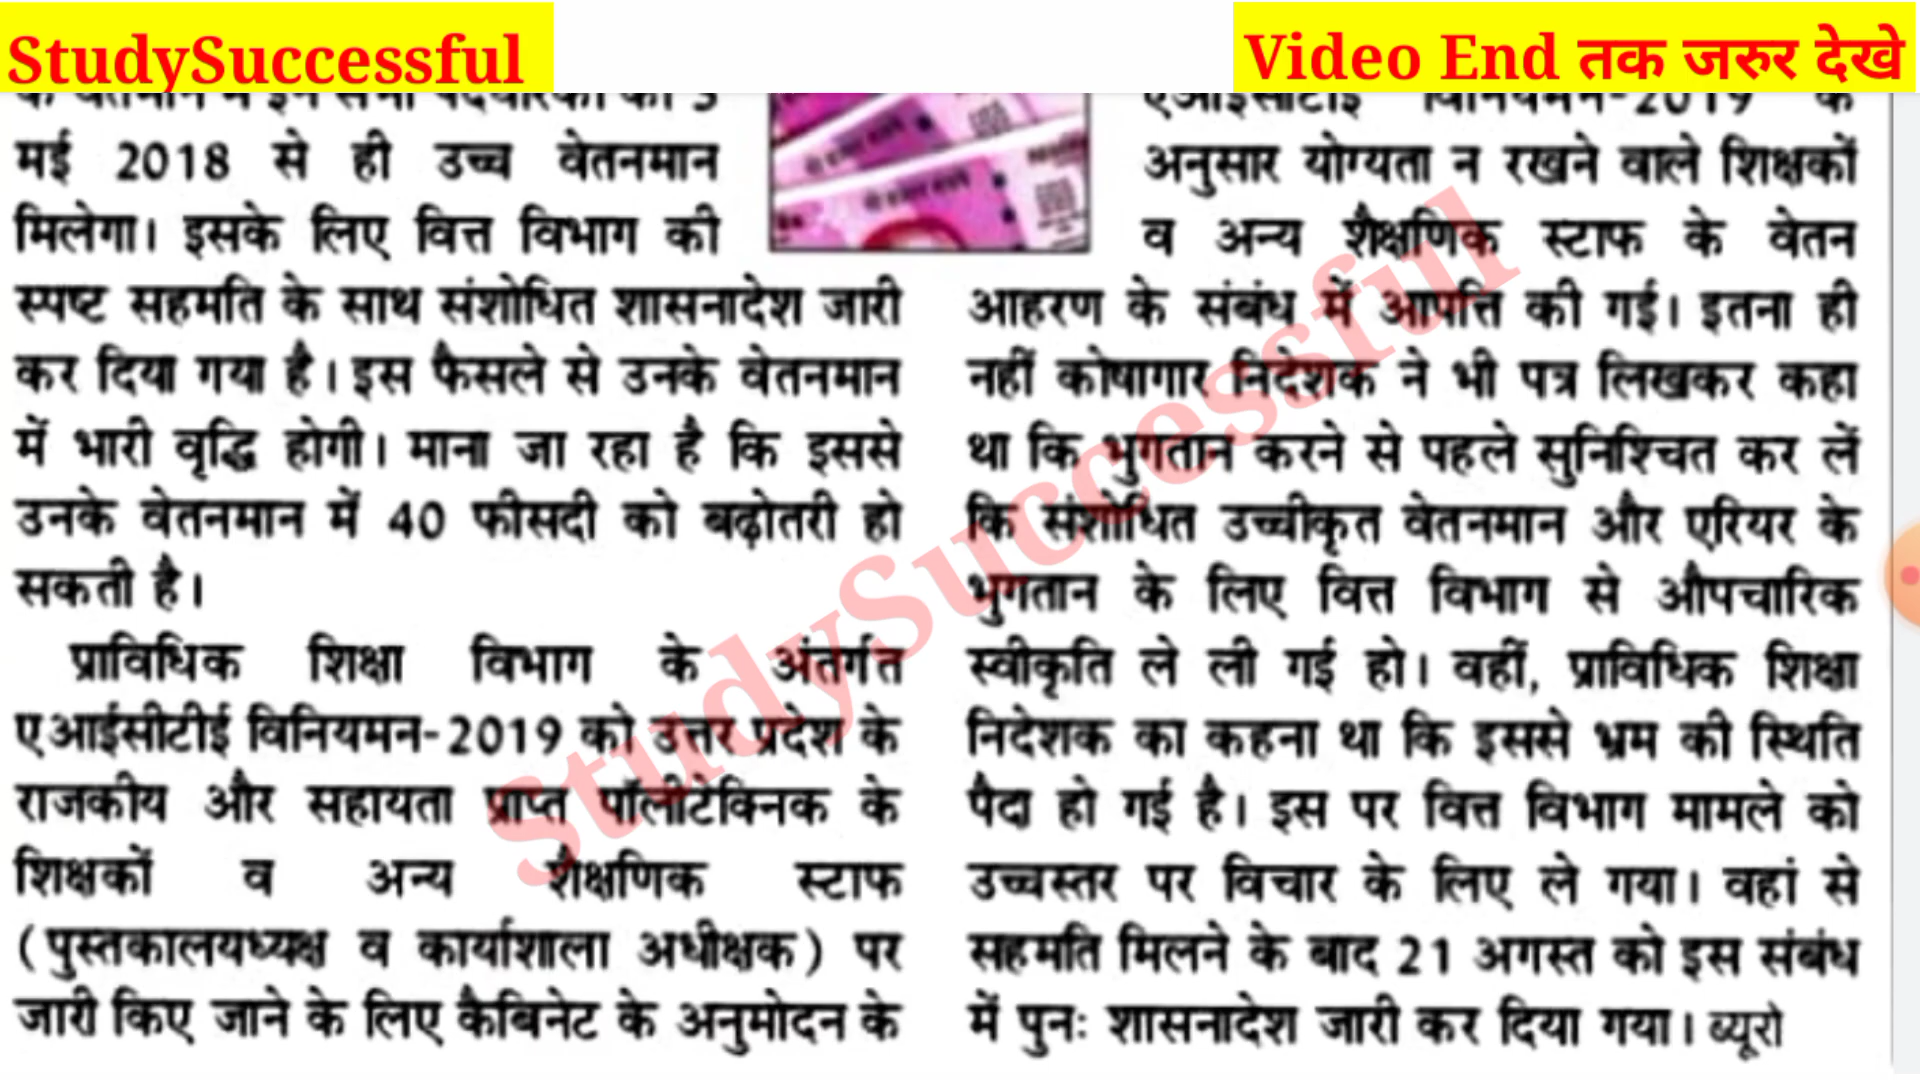 StudySuccessful
Video End तक जरुर देखे
मई 2018 से ही उच्च वेतनमान
मिलेगा। इसके लिए वित्त विभाग की
स्पष्ट सहमति के साथ संशोधित शासनादेश जारी
कर दिया गया है। इस फैसले से उनके वेतनमान
में भारी वृद्धि होगी। माना जा रहा है कि इससे
उनके वेतनमान में 40 फीसदी को बढ़ोतरी हो
सकती है।
प्राविधिक शिक्षा विभाग के अंतर्गत
एआईसीटीई विनियमन-2019 को उत्तर प्रदेश के
राजकीय और सहायता प्राप्त पॉलीटेक्निक के
शिक्षकों व अन्य शैक्षणिक स्टाफ
(पुस्तकालयध्यक्ष व कार्याशाला अधीक्षक) पर
जारी किए जाने के लिए कैबिनेट के अनुमोदन के
एआइसीटीइ विनियमन-2019 के
अनुसार योग्यता न रखने वाले शिक्षकों
व अन्य शैक्षणिक स्टाफ के वेतन
आहरण के संबंध में आपत्ति की गई। इतना ही
नहीं कोषागार निदेशक ने भी पत्र लिखकर कहा
था कि भुगतान करने से पहले सुनिश्चित कर लें
कि संशोधित उच्चीकृत वेतनमान और एरियर के
भुगतान के लिए वित्त विभाग से औपचारिक
स्वीकृति ले ली गई हो। वहीं, प्राविधिक शिक्षा
निदेशक का कहना था कि इससे भ्रम की स्थिति
पैदा हो गई है। इस पर वित्त विभाग मामले को
उच्चस्तर पर विचार के लिए ले गया। वहां से
सहमति मिलने के बाद 21 अगस्त को इस संबंध
में पुनः शासनादेश जारी कर दिया गया। ब्यूरो
StudySuccessful